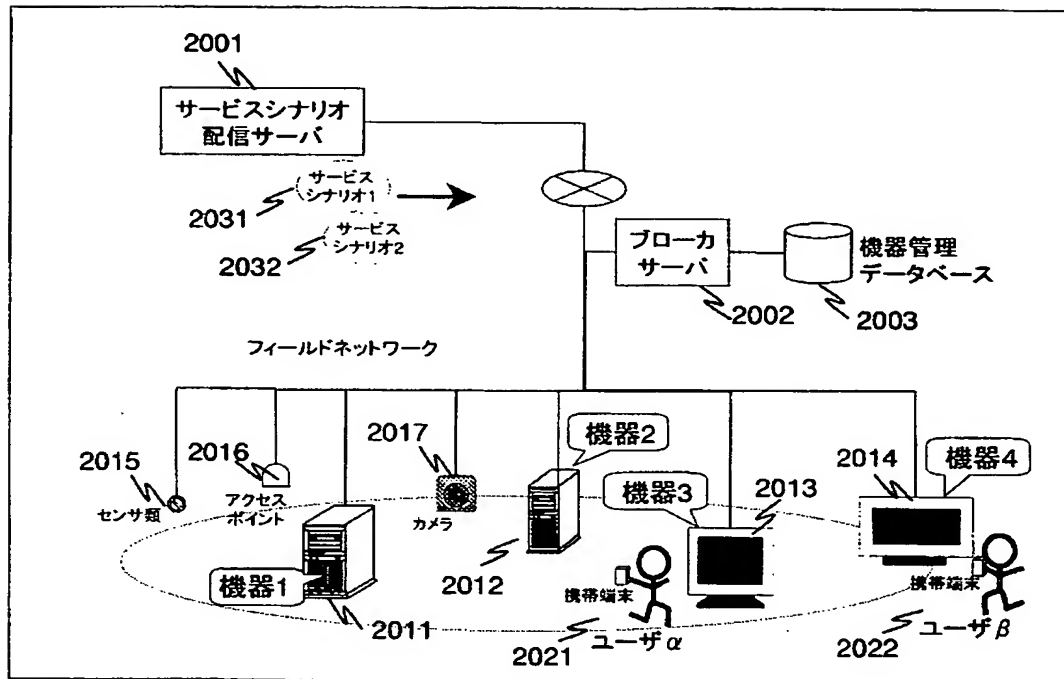 2001
サービスシナリオ
配信サーバ
サービス
シナリオ1
2031
サービス
シナリオ2
2032
ブローカ
サーバ
機器管理
データベース
2002
2003
フィールドネットワーク
2015
センサ類
2016
アクセス
ポイント
2017
カメラ
機器2
機器3
2013
2014
機器4
機器1
2011
2012
携帯端末
2021
ユーザα
携帯端末
2022
ユーザβ